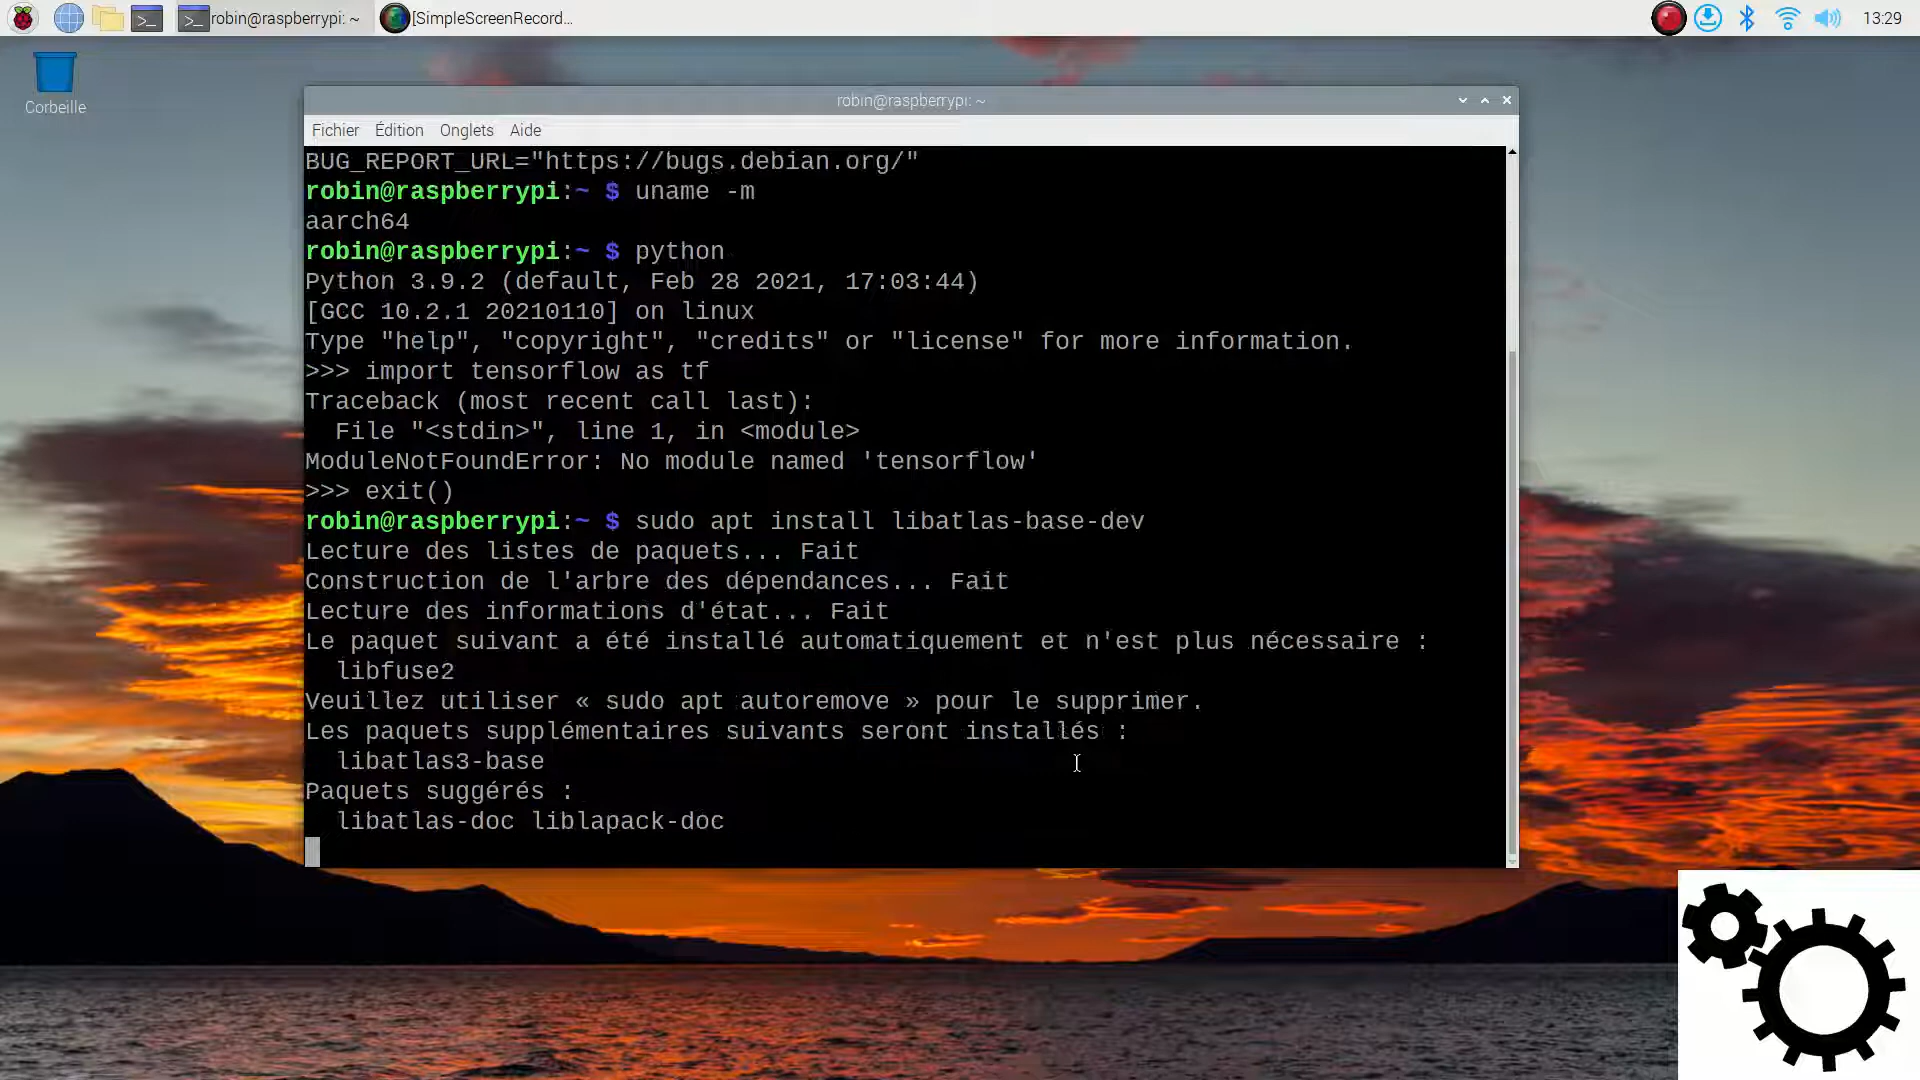 robin@raspberrypi: ~
[SimpleScreenRecord...
13:29
Corbeille
robin@raspberrypi: ~
Fichier Édition Onglets Aide
BUG_REPORT_URL="https://bugs.debian.org/"
robin@raspberrypi:~ $ uname -m
aarch64
robin@raspberrypi:~ $ python
Python 3.9.2 (default, Feb 28 2021, 17:03:44)
[GCC 10.2.1 20210110] on linux
Type "help", "copyright", "credits" or "license" for more information.
>>> import tensorflow as tf
Traceback (most recent call last):
  File "<stdin>", line 1, in <module>
ModuleNotFoundError: No module named 'tensorflow'
>>> exit()
robin@raspberrypi:~ $ sudo apt install libatlas-base-dev
Lecture des listes de paquets... Fait
Construction de l'arbre des dépendances... Fait
Lecture des informations d'état... Fait
Le paquet suivant a été installé automatiquement et n'est plus nécessaire :
  libfuse2
Veuillez utiliser « sudo apt autoremove » pour le supprimer.
Les paquets supplémentaires suivants seront installés :
  libatlas3-base
Paquets suggérés :
  libatlas-doc liblapack-doc